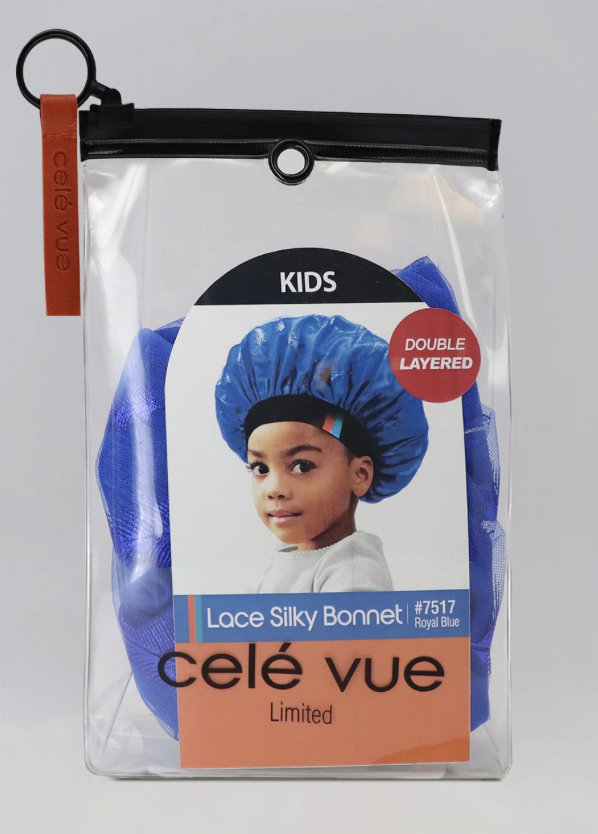 celé vue
KIDS
DOUBLE
LAYERED
Lace Silky Bonnet
#7517
Royal Blue
celé vue
Limited